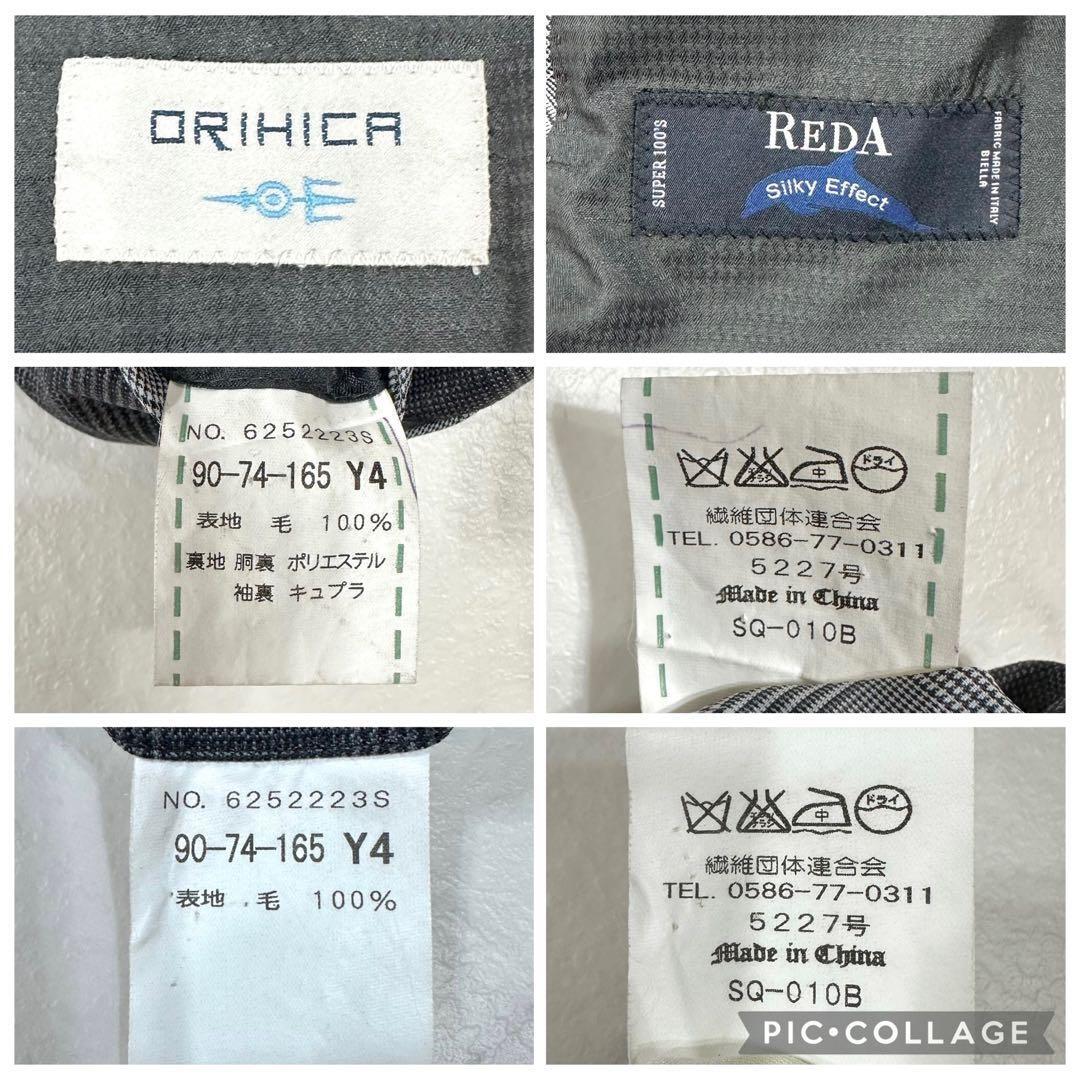 ORIHICA
SUPER 100'S
REDA
Silky Effect
FABRIC MADE IN ITALY
BIELLA
NO. 6252223S
90-74-165 Y4
表地 毛 100%
裏地 胴裏 ポリエステル
袖裏 キュプラ
中 ドライ
繊維団体連合会
TEL. 0586-77-0311
5227号
Made in China
SQ-010B
NO. 6252223S
90-74-165 Y4
表地 毛 100%
中 ドライ
繊維団体連合会
TEL. 0586-77-0311
5227号
Made in China
SQ-010B
PIC•COLLAGE